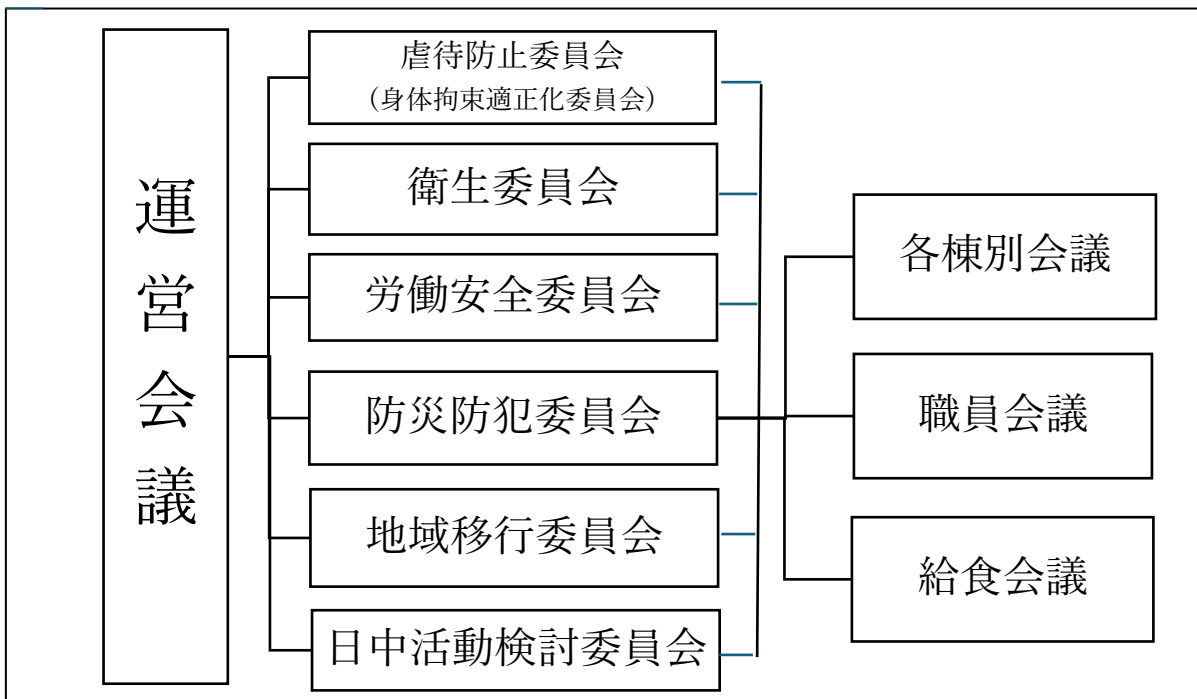 運営会議
虐待防止委員会
(身体拘束適正化委員会)
衛生委員会
労働安全委員会
防災防犯委員会
地域移行委員会
日中活動検討委員会
各棟別会議
職員会議
給食会議